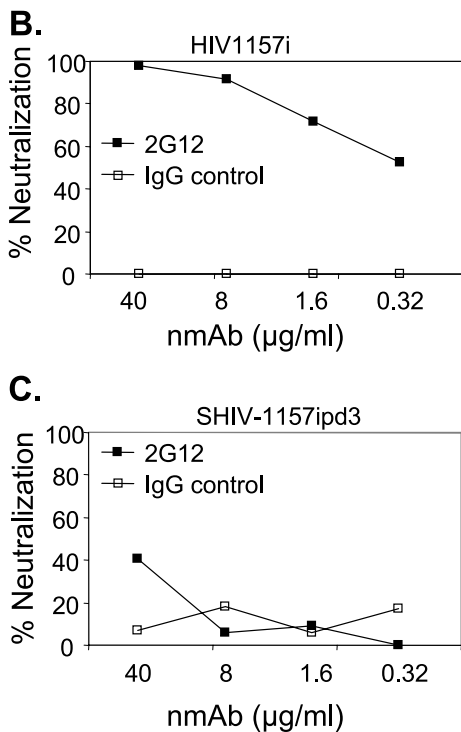 B.
HIV1157i
% Neutralization
100
80
60
40
20
0
2G12
IgG control
40 8 1.6 0.32
nmAb (µg/ml)
C.
SHIV-1157ipd3
% Neutralization
100
80
60
40
20
0
2G12
IgG control
40 8 1.6 0.32
nmAb (µg/ml)